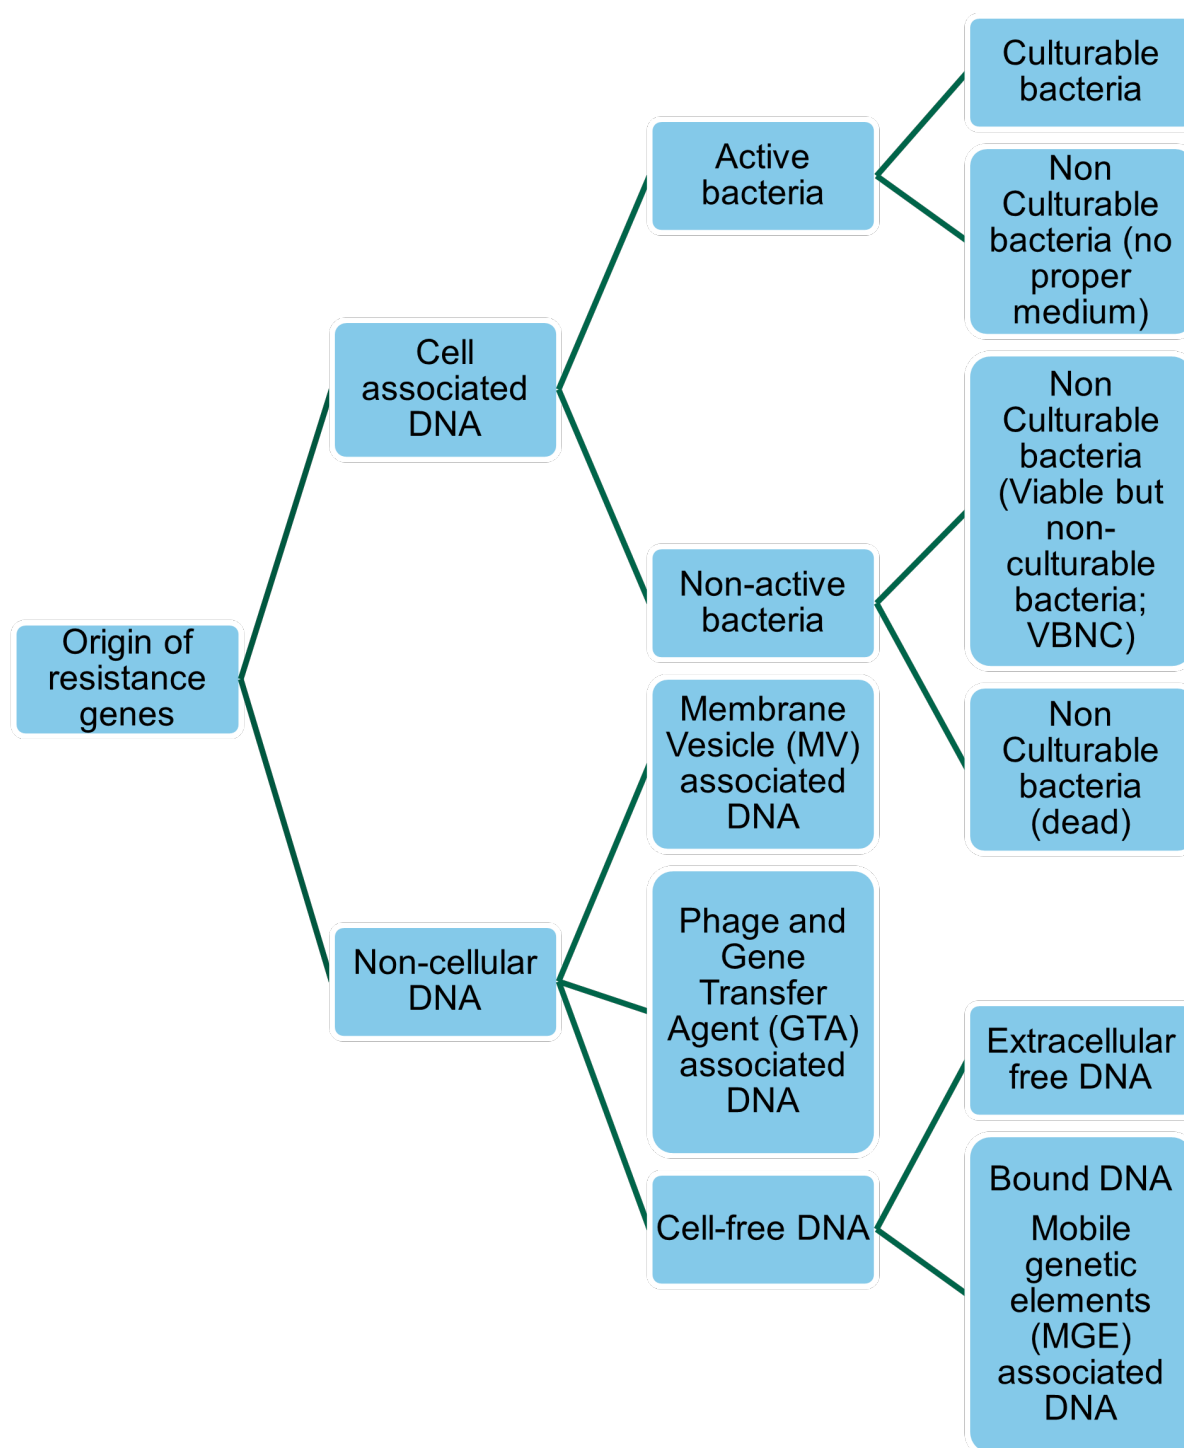 Origin of
resistance
genes
Cell
associated
DNA
Non-cellular
DNA
Active
bacteria
Non-active
bacteria
Membrane
Vesicle (MV)
associated
DNA
Phage and
Gene
Transfer
Agent (GTA)
associated
DNA
Cell-free DNA
Culturable
bacteria
Non
Culturable
bacteria (no
proper
medium)
Non
Culturable
bacteria
(Viable but
non-
culturable
bacteria;
VBNC)
Non
Culturable
bacteria
(dead)
Extracellular
free DNA
Bound DNA
Mobile
genetic
elements
(MGE)
associated
DNA